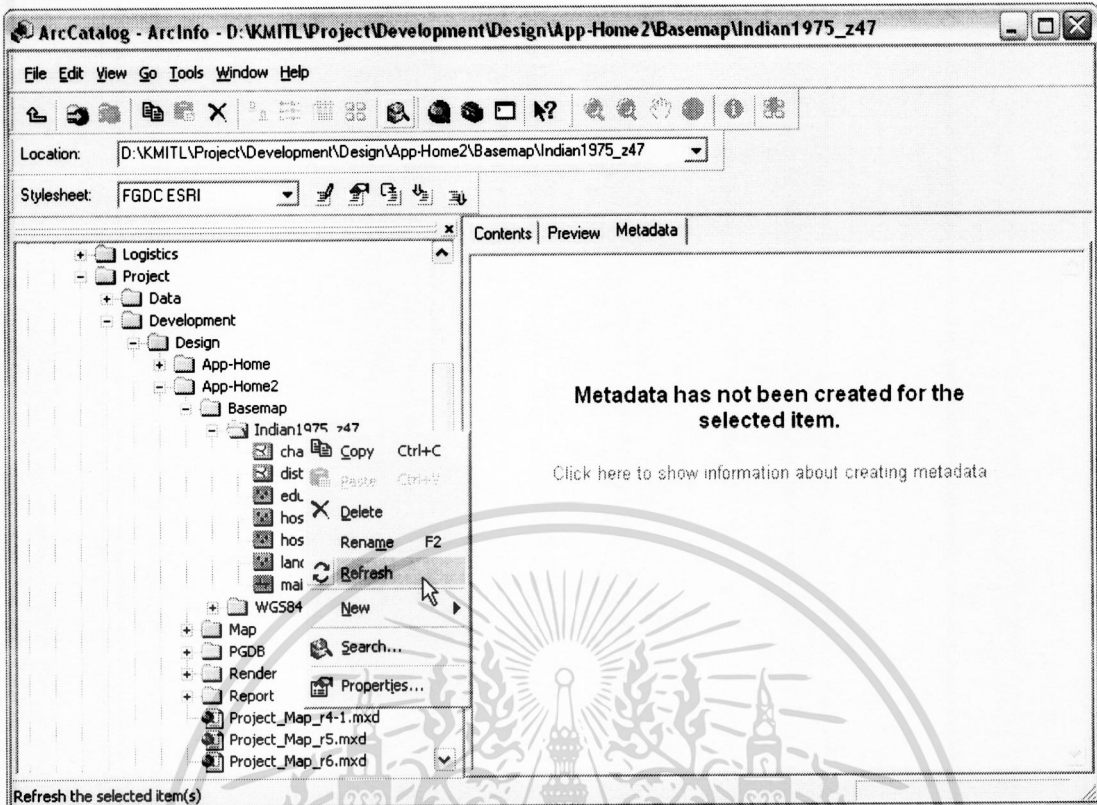 ArcCatalog - ArcInfo - D:\KMITL\Project\Development\Design\App-Home2\Basemap\Indian1975_z47
File Edit View Go Tools Window Help
Location: D:\KMITL\Project\Development\Design\App-Home2\Basemap\Indian1975_z47
Stylesheet: FGDC ESRI
Contents Preview Metadata
Logistics
Project
Data
Development
Design
App-Home
App-Home2
Basemap
Indian1975_z47
cha
dist
edu
hos
hos
land
mai
WGS84
Map
PGDB
Render
Report
Project_Map_r4-1.mxd
Project_Map_r5.mxd
Project_Map_r6.mxd
Copy Ctrl+C
Paste Ctrl+V
Delete
Rename F2
Refresh
New
Search...
Properties...
Metadata has not been created for the
selected item.
Click here to show information about creating metadata
Refresh the selected item(s)